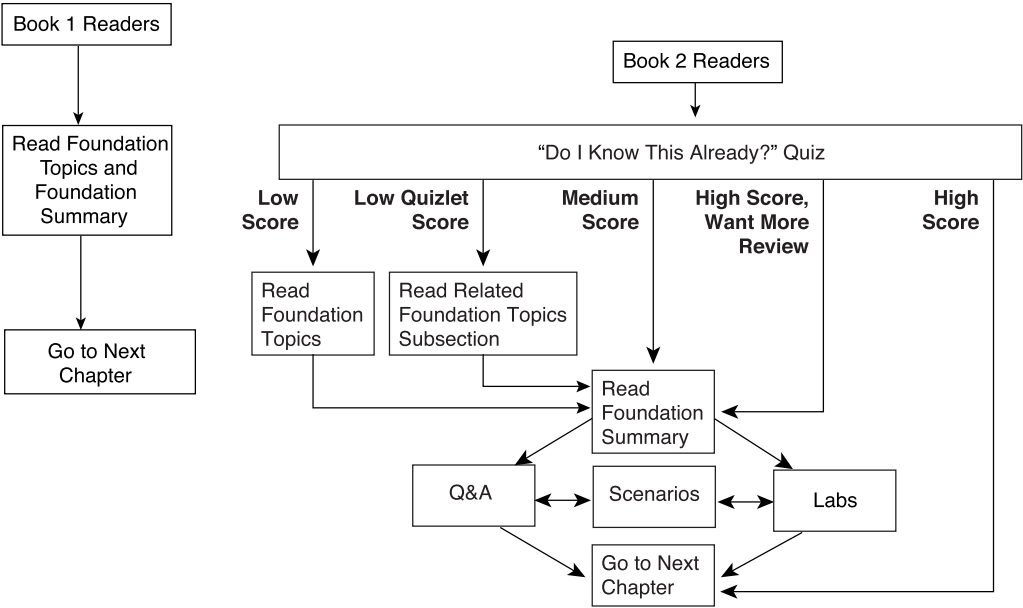 Book 1 Readers
Read Foundation
Topics and
Foundation
Summary
Go to Next
Chapter
Book 2 Readers
“Do I Know This Already?” Quiz
Low
Score
Low Quizlet
Score
Medium
Score
High Score,
Want More
Review
High
Score
Read
Foundation
Topics
Read Related
Foundation Topics
Subsection
Read
Foundation
Summary
Q&A
Scenarios
Labs
Go to Next
Chapter